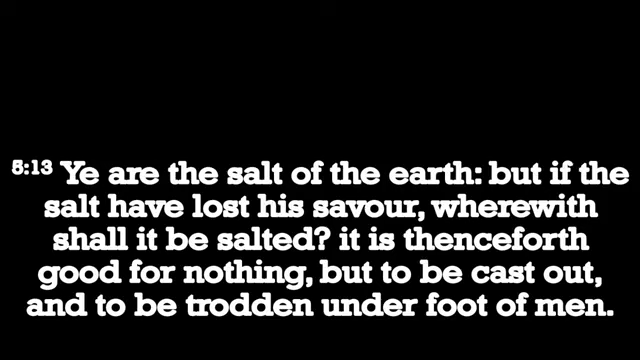 5:13 Ye are the salt of the earth: but if the
salt have lost his savour, wherewith
shall it be salted? it is thenceforth
good for nothing, but to be cast out,
and to be trodden under foot of men.